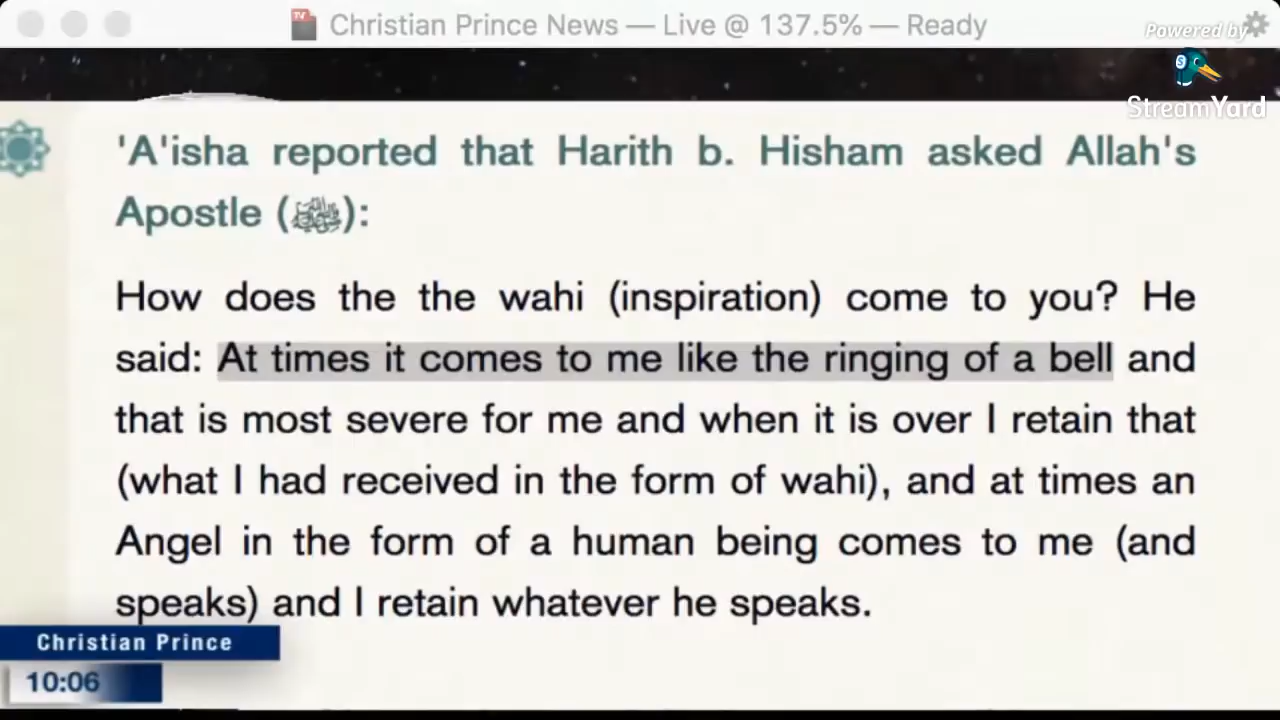 Christian Prince News — Live @ 137.5% — Ready
Powered by
StreamYard
'A'isha reported that Harith b. Hisham asked Allah's
Apostle (ﷺ):
How does the the wahi (inspiration) come to you? He
said: At times it comes to me like the ringing of a bell and
that is most severe for me and when it is over I retain that
(what I had received in the form of wahi), and at times an
Angel in the form of a human being comes to me (and
speaks) and I retain whatever he speaks.
Christian Prince
10:06